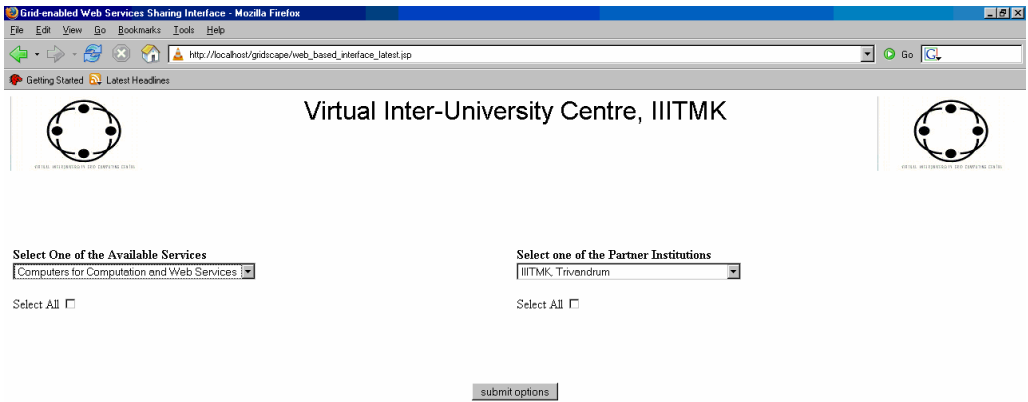 Grid-enabled Web Services Sharing Interface - Mozilla Firefox
File Edit View Go Bookmarks Tools Help
http://localhost/gridscape/web_based_interface_latest.jsp
Go
G
Getting Started Latest Headlines
Virtual Inter-University Centre, IIITMK
Select One of the Available Services
Select one of the Partner Institutions
Computers for Computation and Web Services
IIITMK, Trivandrum
Select All
Select All
submit options